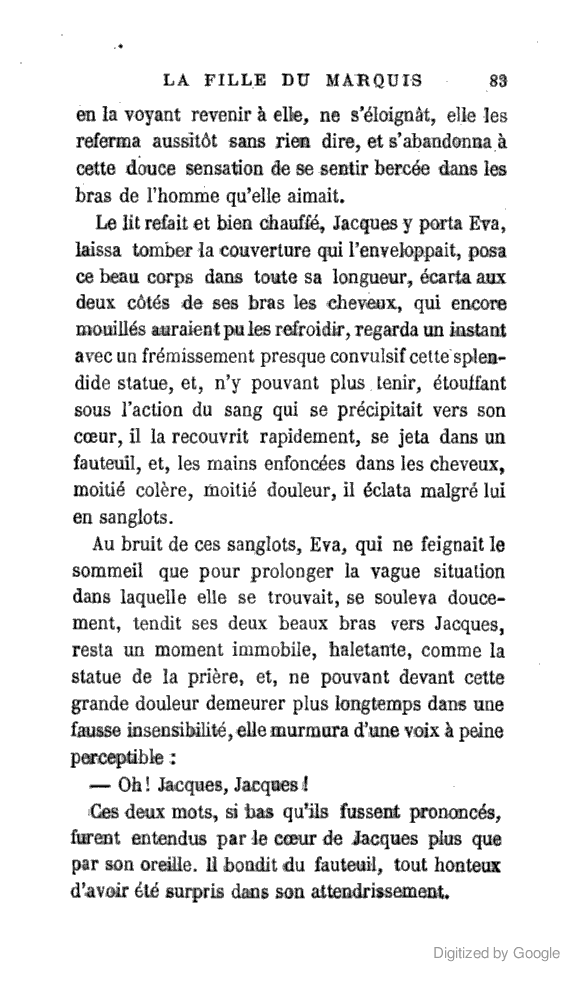 LA FILLE DU MARQUIS 83
en la voyant revenir à elle, ne s'éloignât, elle les
referma aussitôt sans rien dire, et s'abandonna à
cette douce sensation de se sentir bercée dans les
bras de l'homme qu'elle aimait.
Le lit refait et bien chauffé, Jacques y porta Eva,
laissa tomber la couverture qui l'enveloppait, posa
ce beau corps dans toute sa longueur, écarta aux
deux côtés de ses bras les cheveux, qui encore
mouillés auraient pu les refroidir, regarda un instant
avec un frémissement presque convulsif cette splen-
dide statue, et, n'y pouvant plus tenir, étouffant
sous l'action du sang qui se précipitait vers son
cœur, il la recouvrit rapidement, se jeta dans un
fauteuil, et, les mains enfoncées dans les cheveux,
moitié colère, moitié douleur, il éclata malgré lui
en sanglots.
Au bruit de ces sanglots, Eva, qui ne feignait le
sommeil que pour prolonger la vague situation
dans laquelle elle se trouvait, se souleva douce-
ment, tendit ses deux beaux bras vers Jacques,
resta un moment immobile, haletante, comme la
statue de la prière, et, ne pouvant devant cette
grande douleur demeurer plus longtemps dans une
fausse insensibilité, elle murmura d'une voix à peine
perceptible :
— Oh! Jacques, Jacques!
Ces deux mots, si bas qu'ils fussent prononcés,
furent entendus par le cœur de Jacques plus que
par son oreille. Il bondit du fauteuil, tout honteux
d'avoir été surpris dans son attendrissement.
Digitized by Google